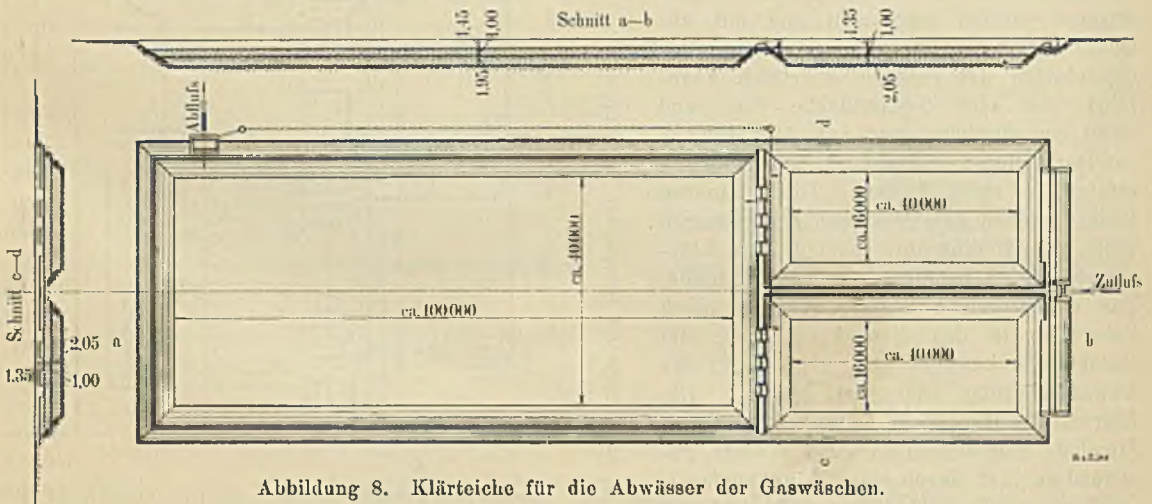 Schnitt a—b
1.45
1,00
1.95
1.35
1,00
2,05
Abfluſs
d
ca. 40000
ca. 16000
ca. 40000
Zufluſs
Schnitt c—d
ca. 100000
2.05
a
1.35
1,00
ca. 16000
ca. 40000
b
c
Abbildung 8. Klärteiche für die Abwässer der Gaswäschen.